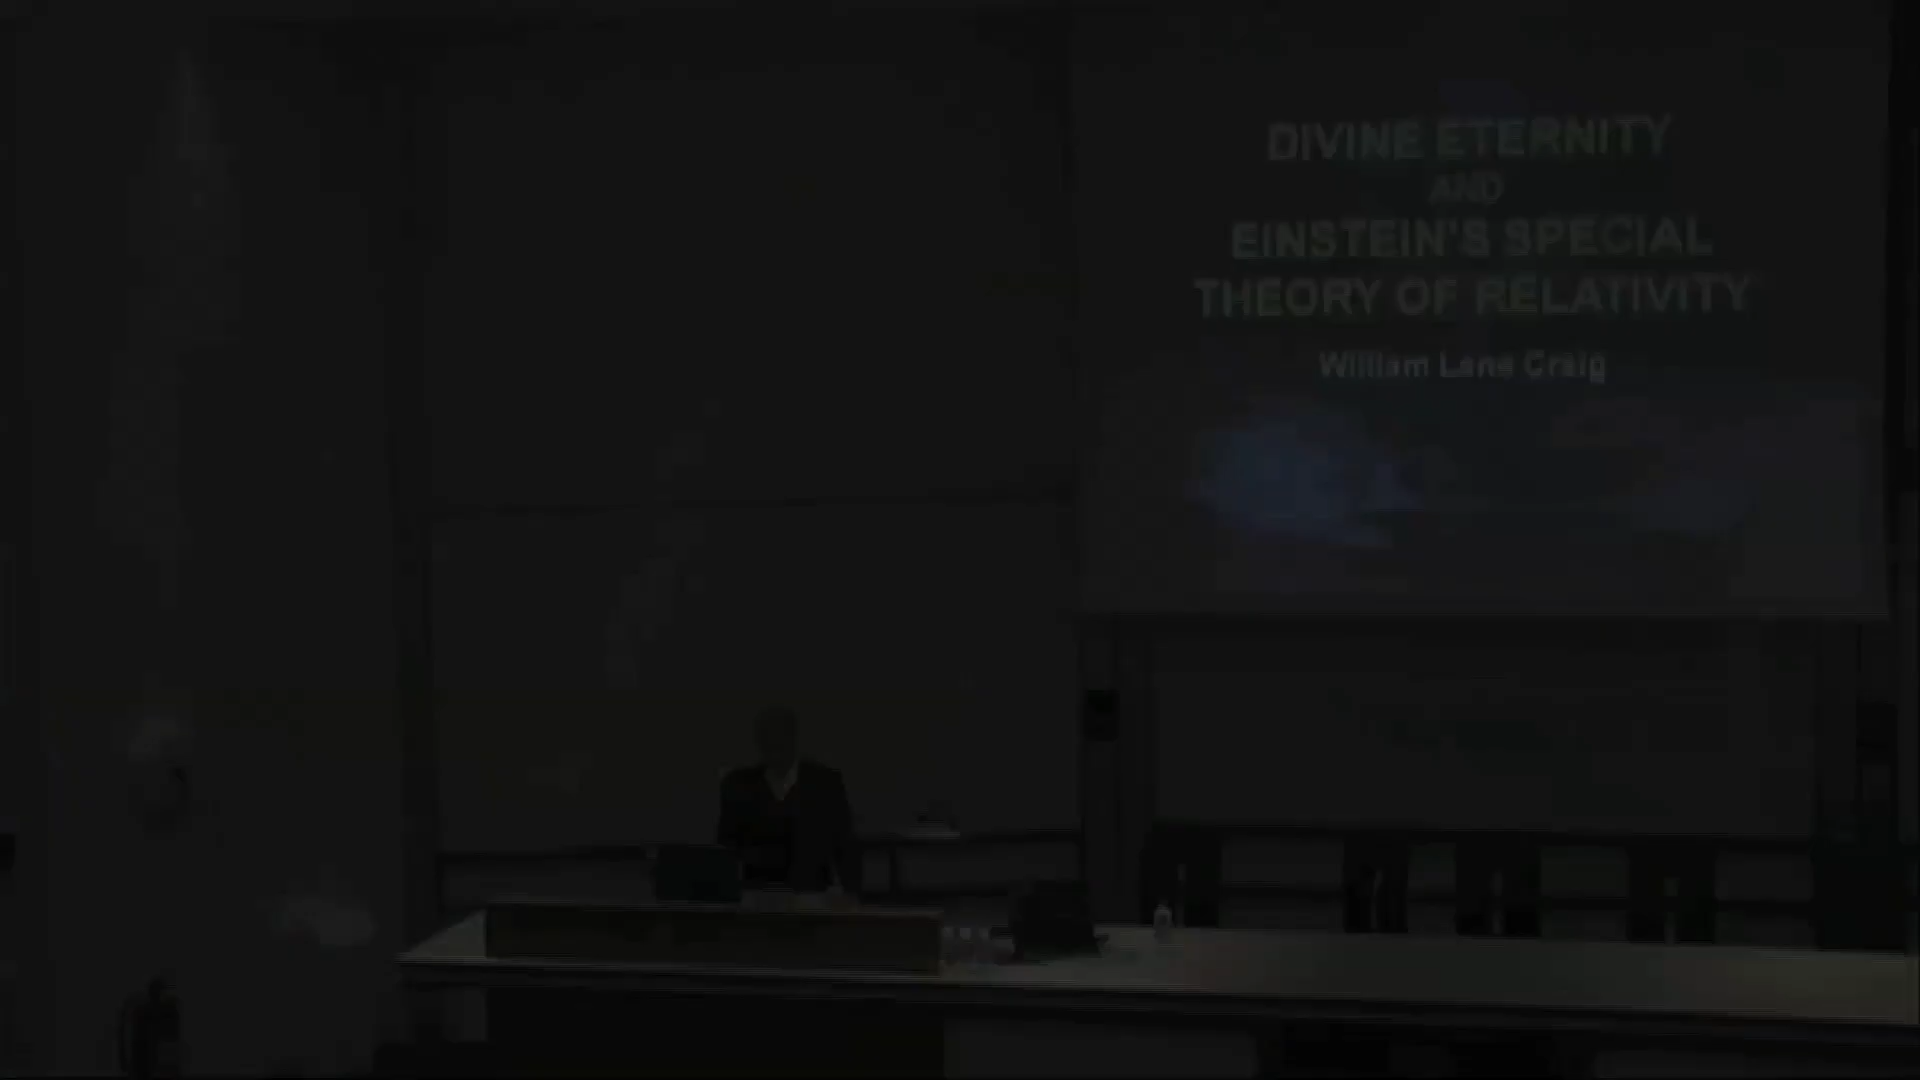 DIVINE ETERNITY
AND
EINSTEIN'S SPECIAL
THEORY OF RELATIVITY
William Lane Craig